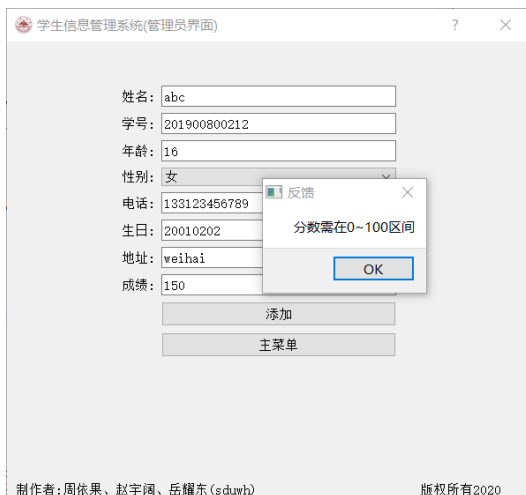 学生信息管理系统(管理员界面)
姓名: abc
学号: 201900800212
年龄: 16
性别: 女
反馈
电话: 133123456789
分数需在0~100区间
生日: 20010202
地址: weihai
OK
成绩: 150
添加
主菜单
制作者:周依果、赵宇阔、岳耀东(sduwh)
版权所有2020